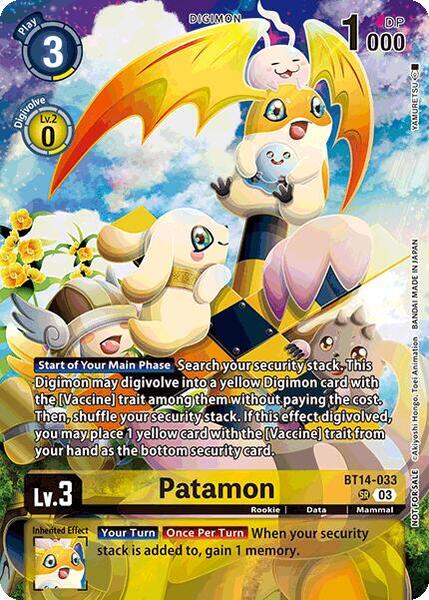 Play
3
DIGIMON
DP
1000
Digivolve
Lv.2
0
YAMURETSU
Start of Your Main Phase Search your security stack. This
Digimon may digivolve into a yellow Digimon card with
the [Vaccine] trait among them without paying the cost.
Then, shuffle your security stack. If this effect digivolved,
you may place 1 yellow card with the [Vaccine] trait from
your hand as the bottom security card.
©Akiyoshi Hongo, Toei Animation BANDAI MADE IN JAPAN
NOT FOR SALE
BT14-033
Lv.3
Patamon
SR 03
Rookie Data Mammal
Inherited Effect
Your Turn Once Per Turn When your security
stack is added to, gain 1 memory.